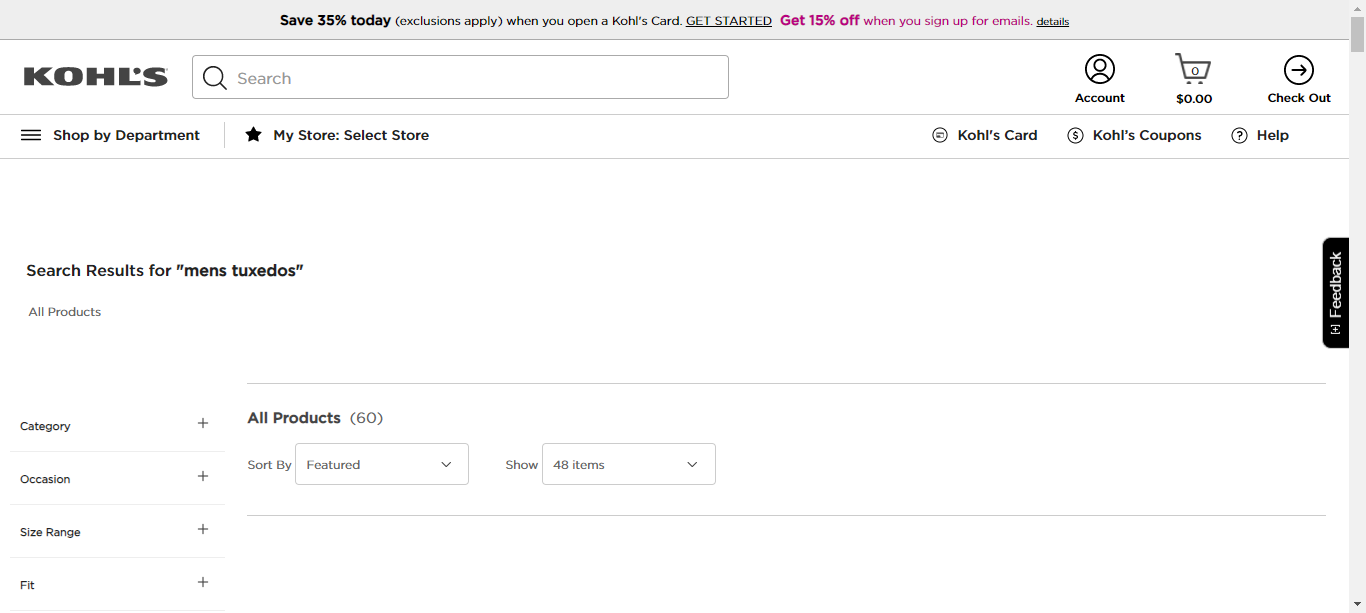 Save 35% today (exclusions apply) when you open a Kohl's Card. GET STARTED Get 15% off when you sign up for emails. details
KOHL'S
Search
Account
0
$0.00
Check Out
Shop by Department
My Store: Select Store
Kohl's Card
Kohl’s Coupons
Help
Search Results for "mens tuxedos"
All Products
[+] Feedback
Category +
Occasion +
Size Range +
Fit +
All Products (60)
Sort By Featured
Show 48 items